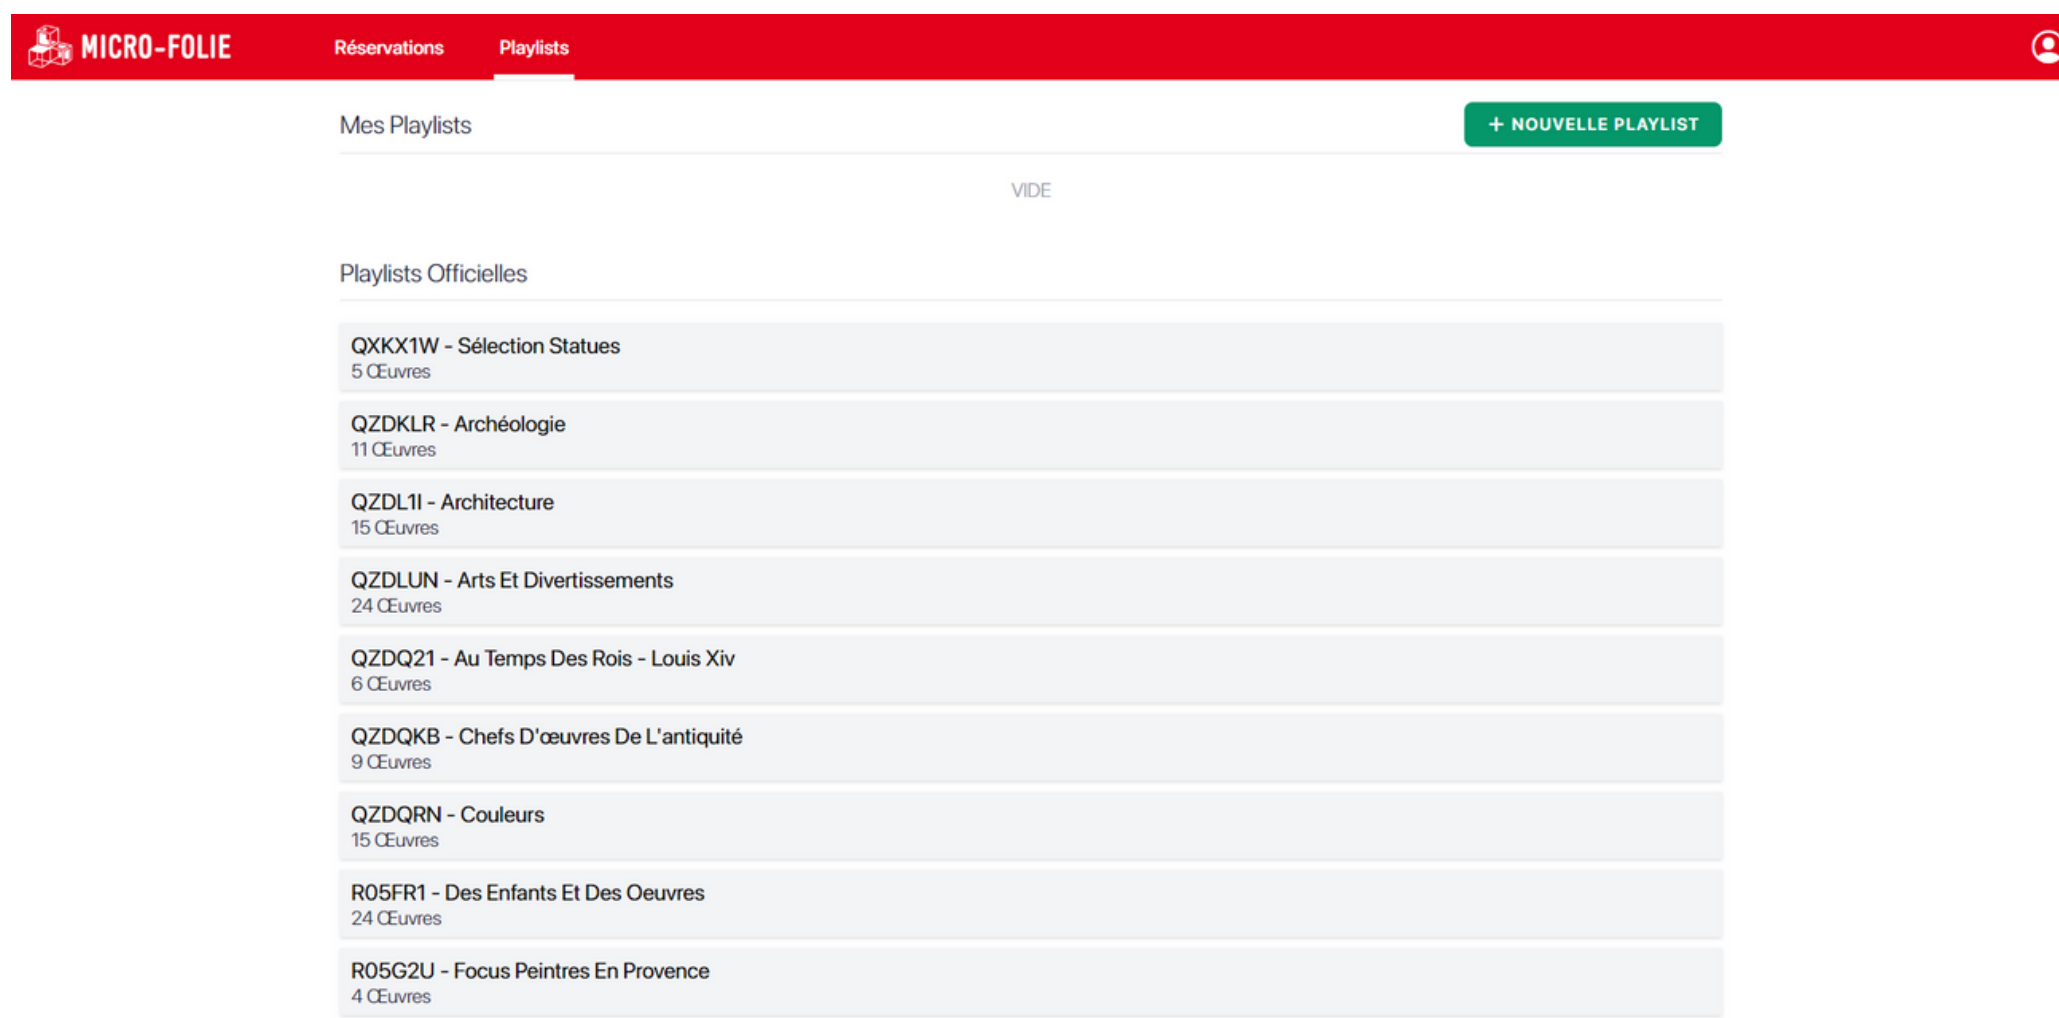 MICRO-FOLIE
Réservations
Playlists
Mes Playlists
+ NOUVELLE PLAYLIST
VIDE
Playlists Officielles
QXKX1W - Sélection Statues
5 Œuvres
QZDKLR - Archéologie
11 Œuvres
QZDL1I - Architecture
15 Œuvres
QZDLUN - Arts Et Divertissements
24 Œuvres
QZDQ21 - Au Temps Des Rois - Louis Xiv
6 Œuvres
QZDQKB - Chefs D'œuvres De L'antiquité
9 Œuvres
QZDQRN - Couleurs
15 Œuvres
R05FR1 - Des Enfants Et Des Oeuvres
24 Œuvres
R05G2U - Focus Peintres En Provence
4 Œuvres